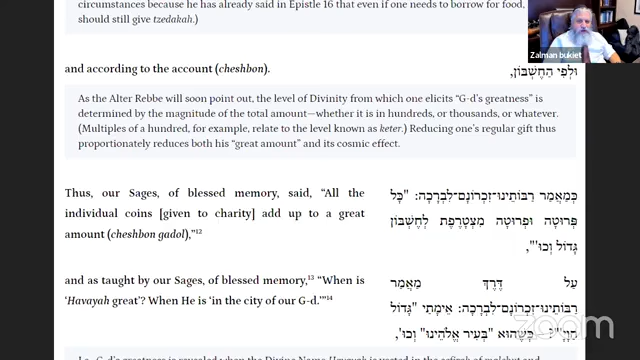 circumstances because he has already said in Epistle 16 that even if one needs to borrow for food,
should still give tzedakah.)
Zalman bukiet
and according to the account (cheshbon).
וּלְפִי הַחֶשְׁבּוֹן,
As the Alter Rebbe will soon point out, the level of Divinity from which one elicits “G-d’s greatness” is
determined by the magnitude of the total amount—whether it is in hundreds, or thousands, or whatever.
(Multiples of a hundred, for example, relate to the level known as keter.) Reducing one’s regular gift thus
proportionately reduces both his “great amount” and its cosmic effect.
Thus, our Sages, of blessed memory, said, “All the
individual coins [given to charity] add up to a great
amount (cheshbon gadol),”12
כְּמַאֲמַר רַבּוֹתֵינוּ־זִכְרוֹנָם־לִבְרָכָה: "כָּל
פְּרוּטָה וּפְרוּטָה מִצְטָרֶפֶת לְחֶשְׁבּוֹן
גָּדוֹל וְכוּ'",
and as taught by our Sages, of blessed memory,13 “When is
‘Havayah great’? When He is ‘in the city of our G-d.’”14
עַל דֶּרֶךְ מַאֲמַר
רַבּוֹתֵינוּ־זִכְרוֹנָם־לִבְרָכָה: אֵימָתַי "גָּדוֹל
כְּשֶׁהוּא "בְּעִיר אֱלֹהֵינוּ" וְכוּ',
zoom